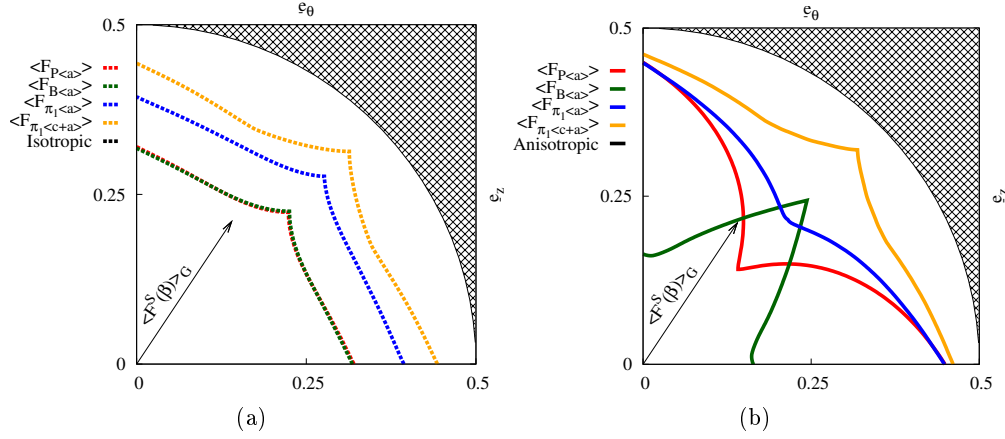 e_θ
0.5
<F_P<a>>
<F_B<a>>
<F_π₁<a>>
<F_π₁<c+a>>
Isotropic
0.25
<F^S(β)>_G
e_z
0
0
0.25
0.5
(a)
e_θ
0.5
<F_P<a>>
<F_B<a>>
<F_π₁<a>>
<F_π₁<c+a>>
Anisotropic
0.25
<F^S(β)>_G
e_z
0
0
0.25
0.5
(b)